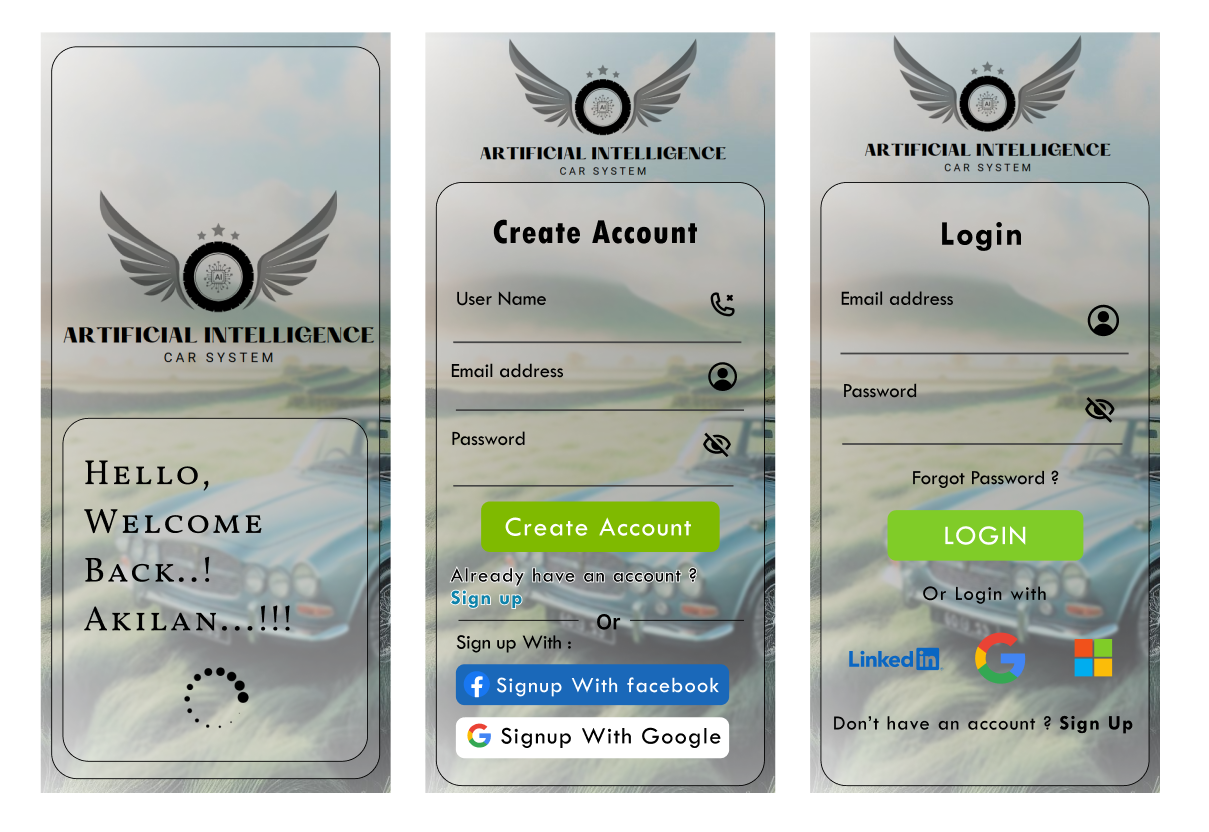 AI
ARTIFICIAL INTELLIGENCE
CAR SYSTEM
Hello,
Welcome
Back..!
Akilan...!!!
AI
ARTIFICIAL INTELLIGENCE
CAR SYSTEM
Create Account
User Name
Email address
Password
Create Account
Already have an account ?
Sign up
Or
Sign up With :
Signup With facebook
Signup With Google
AI
ARTIFICIAL INTELLIGENCE
CAR SYSTEM
Login
Email address
Password
Forgot Password ?
LOGIN
Or Login with
Linked in
Don't have an account ? Sign Up